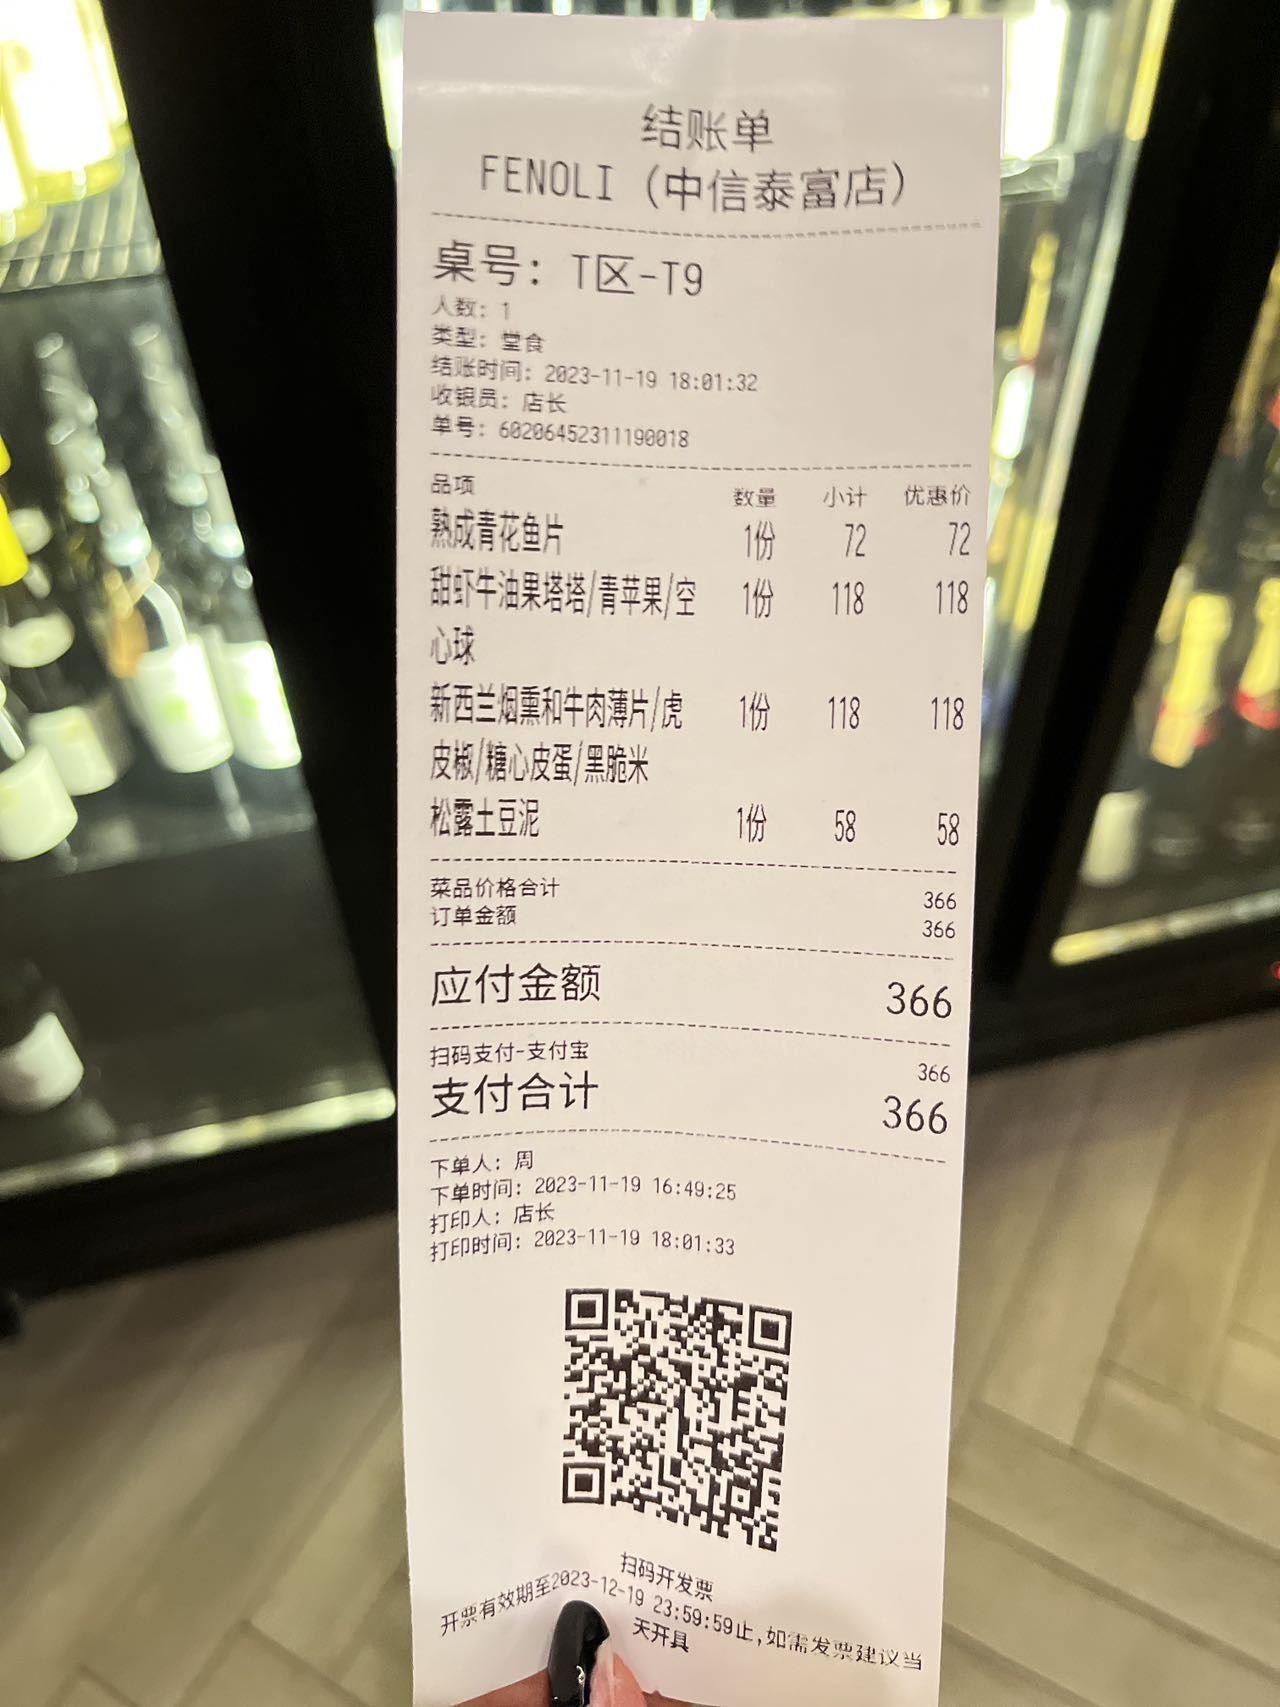 结账单
FENOLI (中信泰富店)
桌号: T区-T9
人数: 1
类型: 堂食
结账时间: 2023-11-19 18:01:32
收银员: 店长
单号: 60206452311190018
品项 数量 小计 优惠价
熟成青花鱼片 1份 72 72
甜虾牛油果塔塔/青苹果/空 1份 118 118
心球
新西兰烟熏和牛肉薄片/虎 1份 118 118
皮椒/糖心皮蛋/黑脆米
松露土豆泥 1份 58 58
菜品价格合计 366
订单金额 366
应付金额 366
扫码支付-支付宝 366
支付合计 366
下单人: 周
下单时间: 2023-11-19 16:49:25
打印人: 店长
打印时间: 2023-11-19 18:01:33
扫码开发票
开票有效期至2023-12-19 23:59:59止,如需发票建议当
天开具